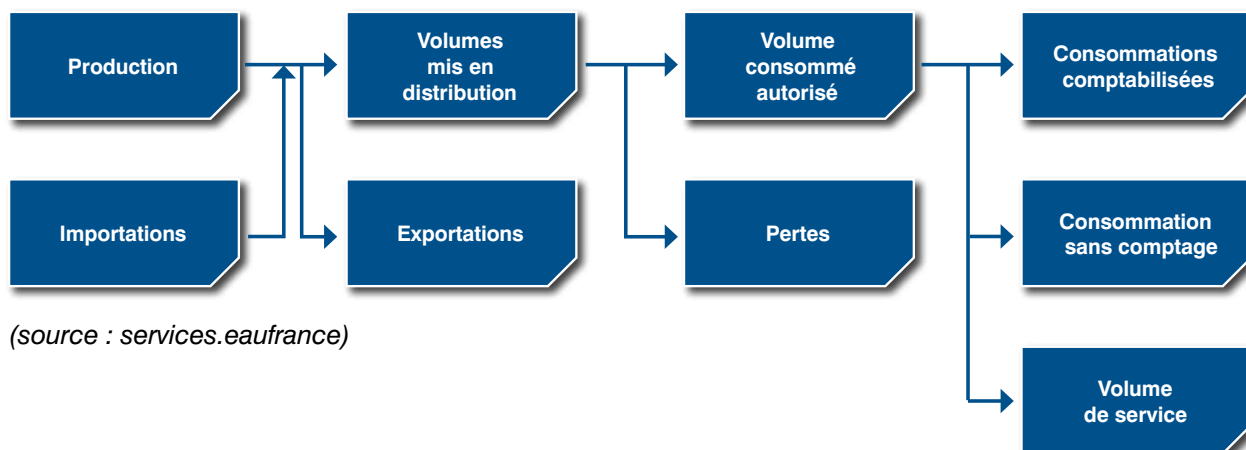 Production
Volumes
mis en
distribution
Volume
consommé
autorisé
Consommations
comptabilisées
Importations
Exportations
Pertes
Consommation
sans comptage
(source : services.eaufrance)
Volume
de service